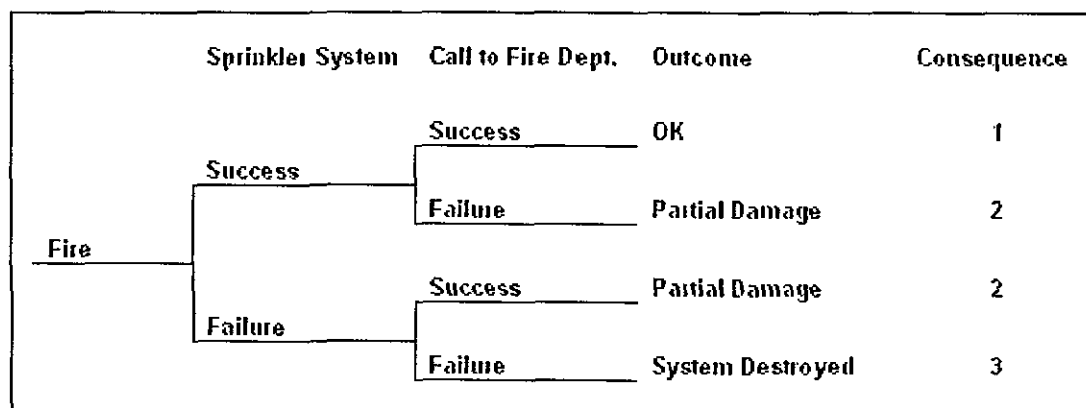 Sprinkler System Call to Fire Dept. Outcome Consequence
Success OK 1
Success
Failure Partial Damage 2
Fire
Success Partial Damage 2
Failure
Failure System Destroyed 3